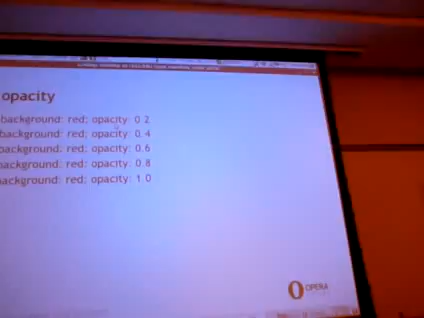 opacity
background: red; opacity: 0.2
background: red; opacity: 0.4
background: red; opacity: 0.6
background: red; opacity: 0.8
background: red; opacity: 1.0
OPERA